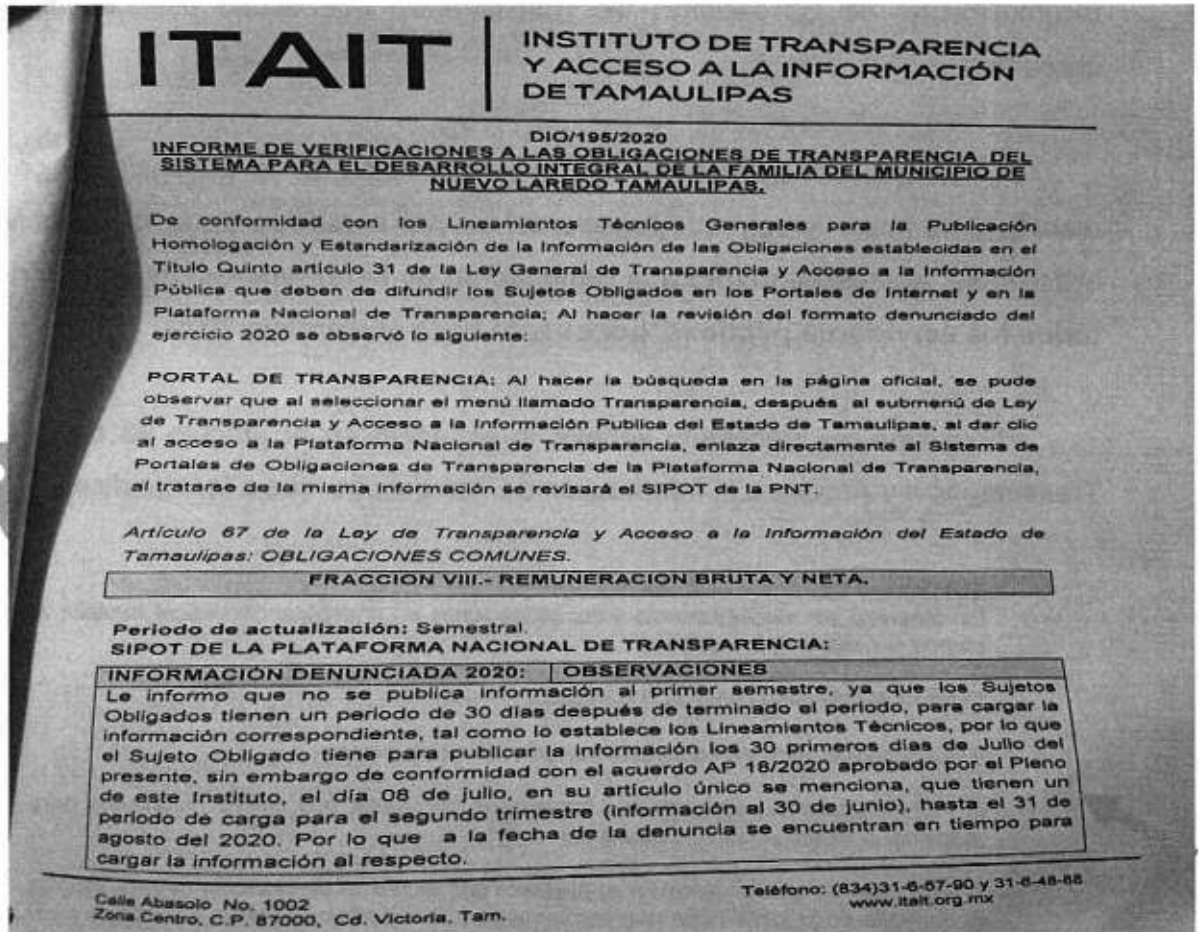 ITAIT
INSTITUTO DE TRANSPARENCIA
Y ACCESO A LA INFORMACIÓN
DE TAMAULIPAS
DIO/195/2020
INFORME DE VERIFICACIONES A LAS OBLIGACIONES DE TRANSPARENCIA DEL
SISTEMA PARA EL DESARROLLO INTEGRAL DE LA FAMILIA DEL MUNICIPIO DE
NUEVO LAREDO TAMAULIPAS.
De conformidad con los Lineamientos Técnicos Generales para la Publicación
Homologación y Estandarización de la Información de las Obligaciones establecidas en el
Titulo Quinto artículo 31 de la Ley General de Transparencia y Acceso a la Información
Pública que deben de difundir los Sujetos Obligados en los Portales de Internet y en la
Plataforma Nacional de Transparencia; Al hacer la revisión del formato denunciado del
ejercicio 2020 se observó lo siguiente:
PORTAL DE TRANSPARENCIA: Al hacer la búsqueda en la página oficial, se pude
observar que al seleccionar el menú llamado Transparencia, después al submenú de Ley
de Transparencia y Acceso a la Información Publica del Estado de Tamaulipas, al dar clic
al acceso a la Plataforma Nacional de Transparencia, enlaza directamente al Sistema de
Portales de Obligaciones de Transparencia de la Plataforma Nacional de Transparencia,
al tratarse de la misma información se revisará el SIPOT de la PNT.
Artículo 67 de la Ley de Transparencia y Acceso a la Información del Estado de
Tamaulipas: OBLIGACIONES COMUNES.
FRACCION VIII.- REMUNERACION BRUTA Y NETA.
Periodo de actualización: Semestral.
SIPOT DE LA PLATAFORMA NACIONAL DE TRANSPARENCIA:
INFORMACIÓN DENUNCIADA 2020: OBSERVACIONES
Le informo que no se publica información al primer semestre, ya que los Sujetos
Obligados tienen un periodo de 30 días después de terminado el periodo, para cargar la
información correspondiente, tal como lo establece los Lineamientos Técnicos, por lo que
el Sujeto Obligado tiene para publicar la información los 30 primeros días de Julio del
presente, sin embargo de conformidad con el acuerdo AP 18/2020 aprobado por el Pleno
de este Instituto, el día 08 de julio, en su artículo único se menciona, que tienen un
periodo de carga para el segundo trimestre (información al 30 de junio), hasta el 31 de
agosto del 2020. Por lo que a la fecha de la denuncia se encuentran en tiempo para
cargar la información al respecto.
Calle Abasolo No. 1002
Zona Centro, C.P. 87000, Cd. Victoria, Tam.
Teléfono: (834)31-6-57-90 y 31-6-48-88
www.itait.org.mx